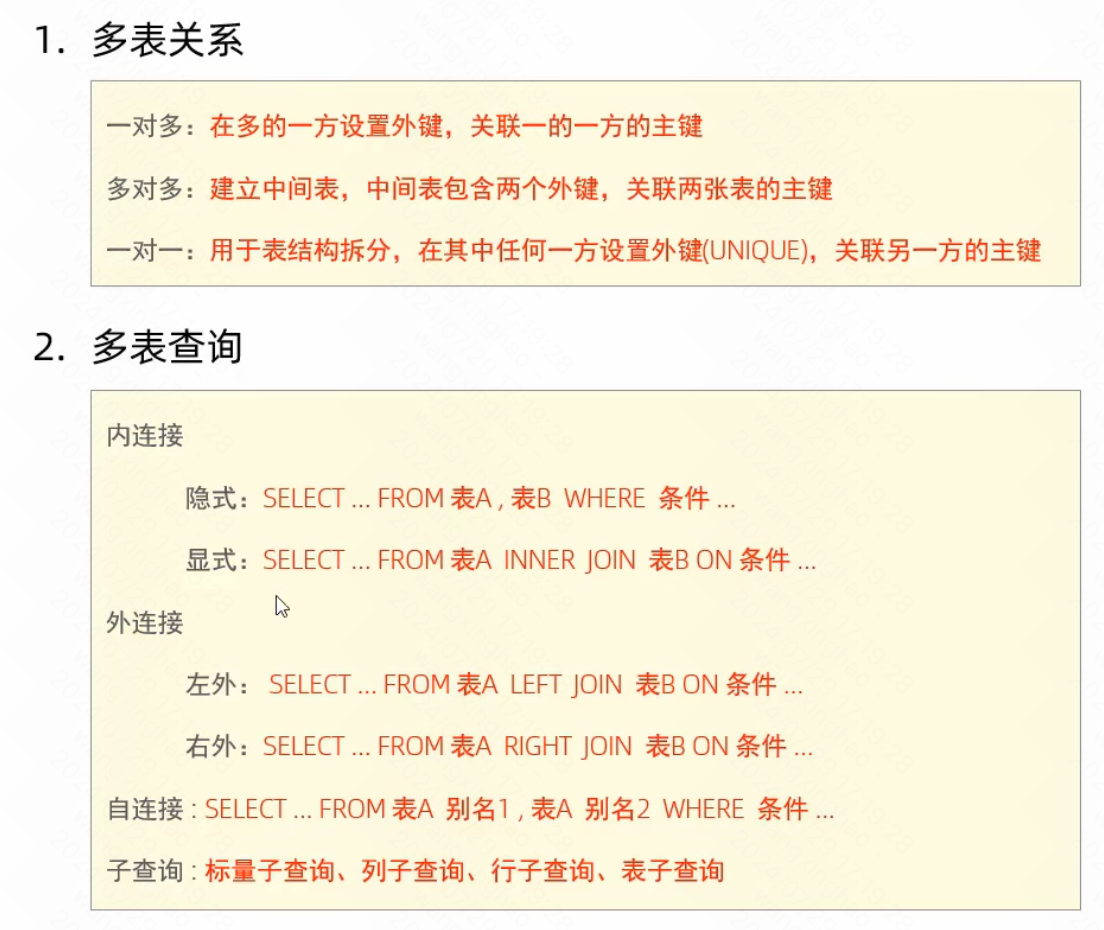 1. 多表关系
一对多：在多的一方设置外键，关联一的一方的主键
多对多：建立中间表，中间表包含两个外键，关联两张表的主键
一对一：用于表结构拆分，在其中任何一方设置外键(UNIQUE)，关联另一方的主键
2. 多表查询
内连接
隐式：SELECT ... FROM 表A , 表B WHERE 条件 ...
显式：SELECT ... FROM 表A INNER JOIN 表B ON 条件 ...
外连接
左外： SELECT ... FROM 表A LEFT JOIN 表B ON 条件 ...
右外：SELECT ... FROM 表A RIGHT JOIN 表B ON 条件 ...
自连接 : SELECT ... FROM 表A 别名1 , 表A 别名2 WHERE 条件 ...
子查询 : 标量子查询、列子查询、行子查询、表子查询